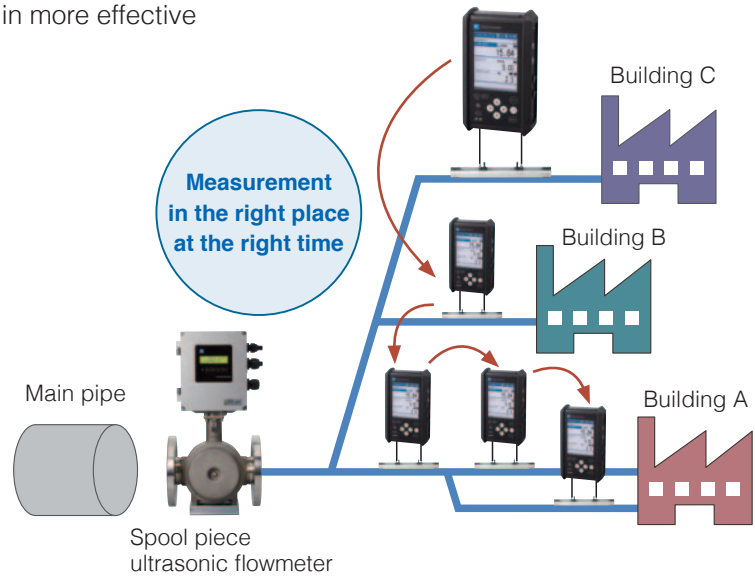 in more effective
Building C
Measurement
in the right place
at the right time
Building B
Main pipe
Building A
Spool piece
ultrasonic flowmeter